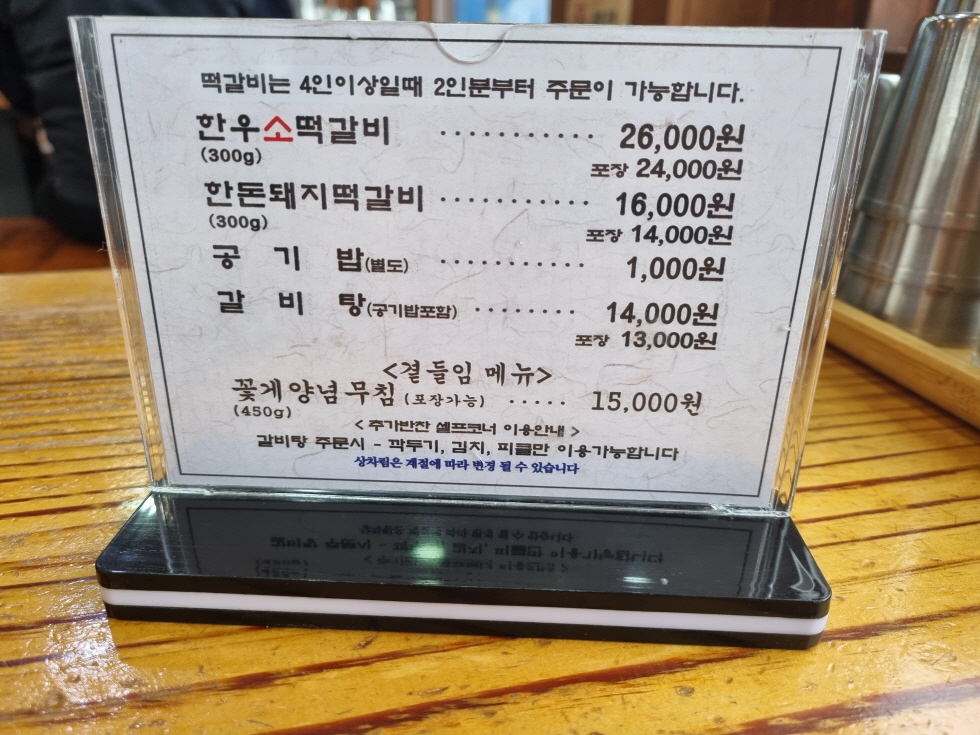 떡갈비는 4인이상일때 2인분부터 주문이 가능합니다.
한우소떡갈비 ············ 26,000원
(300g) 포장 24,000원
한돈돼지떡갈비 ··········· 16,000원
(300g) 포장 14,000원
공 기 밥(별도) ··········· 1,000원
갈 비 탕(공기밥포함) ········ 14,000원
포장 13,000원
<곁들임 메뉴>
꽃게양념무침 (포장가능) ····· 15,000원
(450g)
<추가반찬 셀프코너 이용안내>
갈비탕 주문시 - 깍두기, 김치, 피클만 이용가능합니다
상차림은 계절에 따라 변경 될 수 있습니다